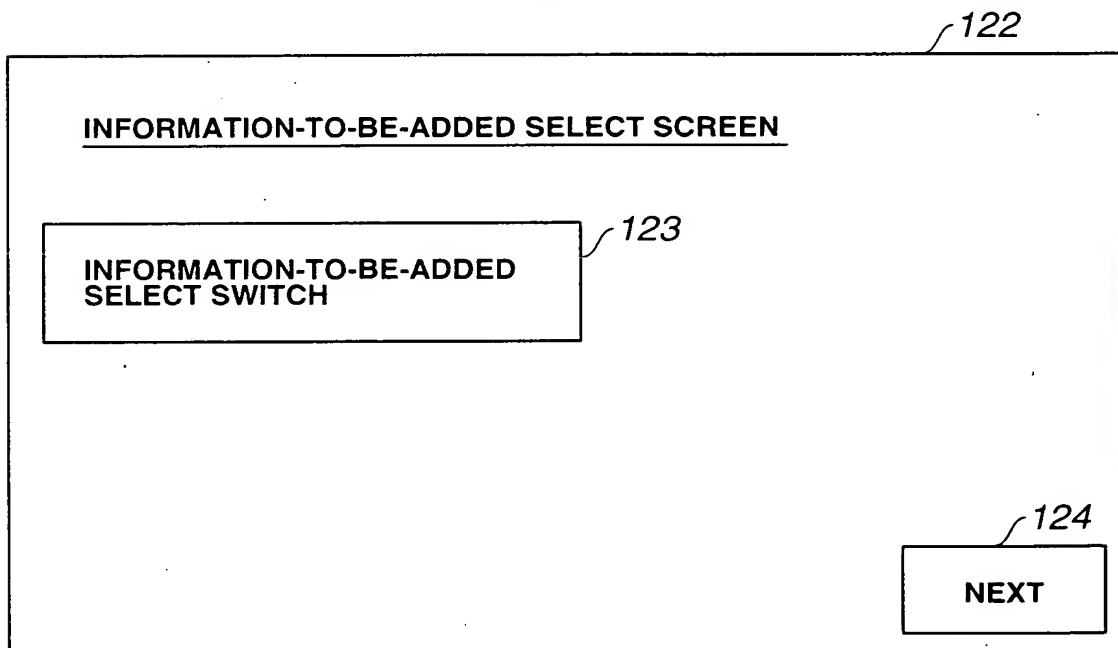 122
INFORMATION-TO-BE-ADDED SELECT SCREEN
123
INFORMATION-TO-BE-ADDED
SELECT SWITCH
124
NEXT